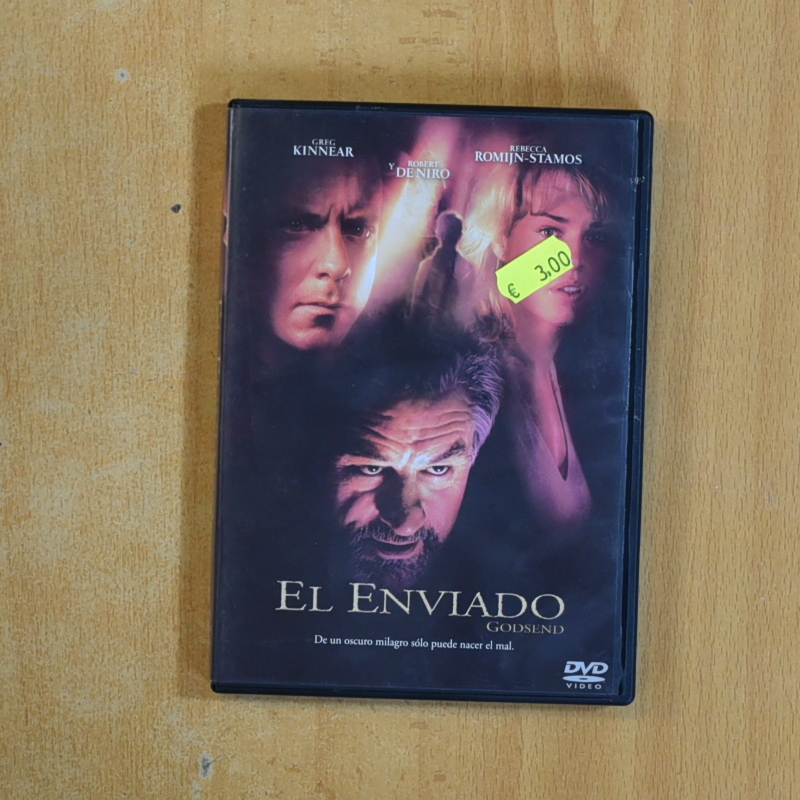 GREG
KINNEAR
Y ROBERT
DE NIRO
REBECCA
ROMIJN-STAMOS
€ 3,00
EL ENVIADO
GODSEND
De un oscuro milagro sólo puede nacer el mal.
DVD
VIDEO